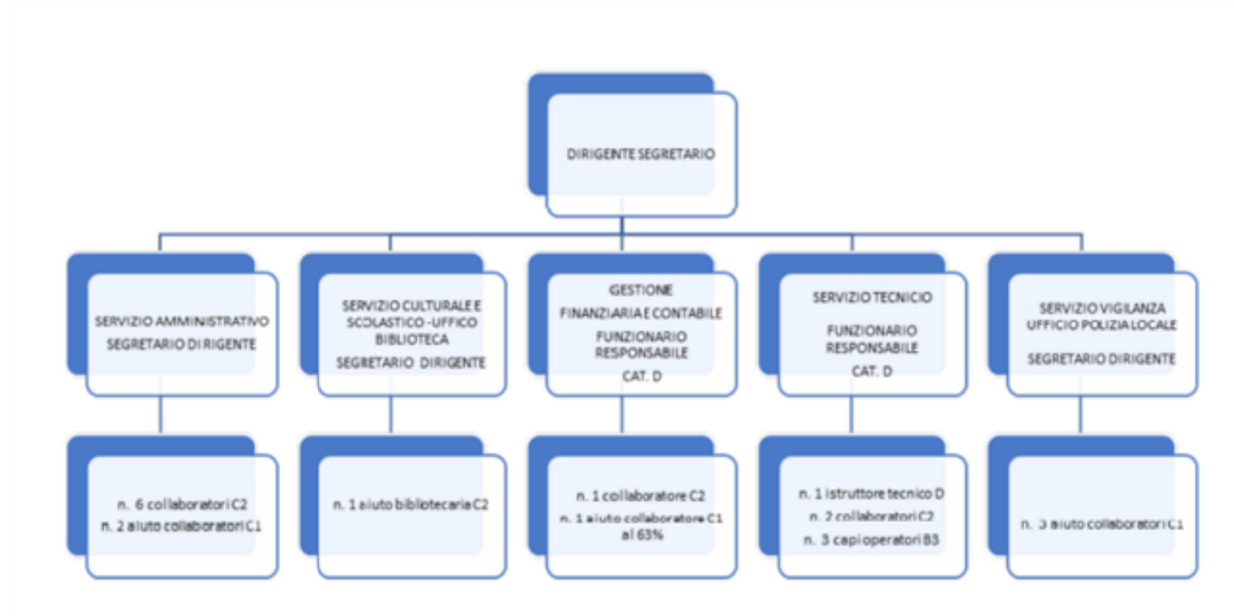 DIRIGENTE SEGRETARIO
SERVIZIO AMMINISTRATIVO
SEGRETARIO DIRIGENTE
SERVIZIO CULTURALE E
SCOLASTICO -UFFICO
BIBLIOTECA
SEGRETARIO DIRIGENTE
GESTIONE
FINANZIARIA E CONTABILE
FUNZIONARIO
RESPONSABILE
CAT. D
SERVIZIO TECNICIO
FUNZIONARIO
RESPONSABILE
CAT. D
SERVIZIO VIGILANZA
UFFICIO POLIZIA LOCALE
SEGRETARIO DIRIGENTE
n. 6 collaboratori C2
n. 2 aiuto collaboratori C1
n. 1 aiuto bibliotecaria C2
n. 1 collaboratore C2
n. 1 aiuto collaboratore C1
al 63%
n. 1 istruttore tecnico D
n. 2 collaboratori C2
n. 3 capi operatori B3
n. 3 aiuto collaboratori C1